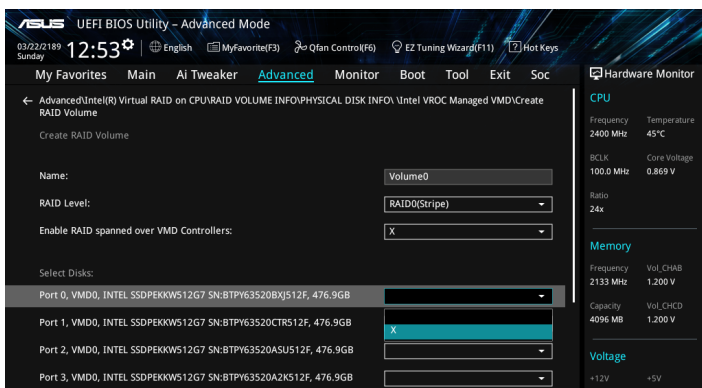 ASUS UEFI BIOS Utility – Advanced Mode
03/22/2189
Sunday
12:53
English
MyFavorite(F3)
Qfan Control(F6)
EZ Tuning Wizard(F11)
Hot Keys
My Favorites Main Ai Tweaker Advanced Monitor Boot Tool Exit Soc
Hardware Monitor
Advanced\Intel(R) Virtual RAID on CPU\RAID VOLUME INFO\PHYSICAL DISK INFO\ \Intel VROC Managed VMD\Create
RAID Volume
Create RAID Volume
Name: Volume0
RAID Level: RAID0(Stripe)
Enable RAID spanned over VMD Controllers: X
Select Disks:
Port 0, VMD0, INTEL SSDPEKKW512G7 SN:BTPY63520BXJ512F, 476.9GB
X
Port 1, VMD0, INTEL SSDPEKKW512G7 SN:BTPY63520CTR512F, 476.9GB
Port 2, VMD0, INTEL SSDPEKKW512G7 SN:BTPY63520ASU512F, 476.9GB
Port 3, VMD0, INTEL SSDPEKKW512G7 SN:BTPY63520A2K512F, 476.9GB
CPU
Frequency Temperature
2400 MHz 45°C
BCLK Core Voltage
100.0 MHz 0.869 V
Ratio
24x
Memory
Frequency Vol_CHAB
2133 MHz 1.200 V
Capacity Vol_CHCD
4096 MB 1.200 V
Voltage
+12V +5V